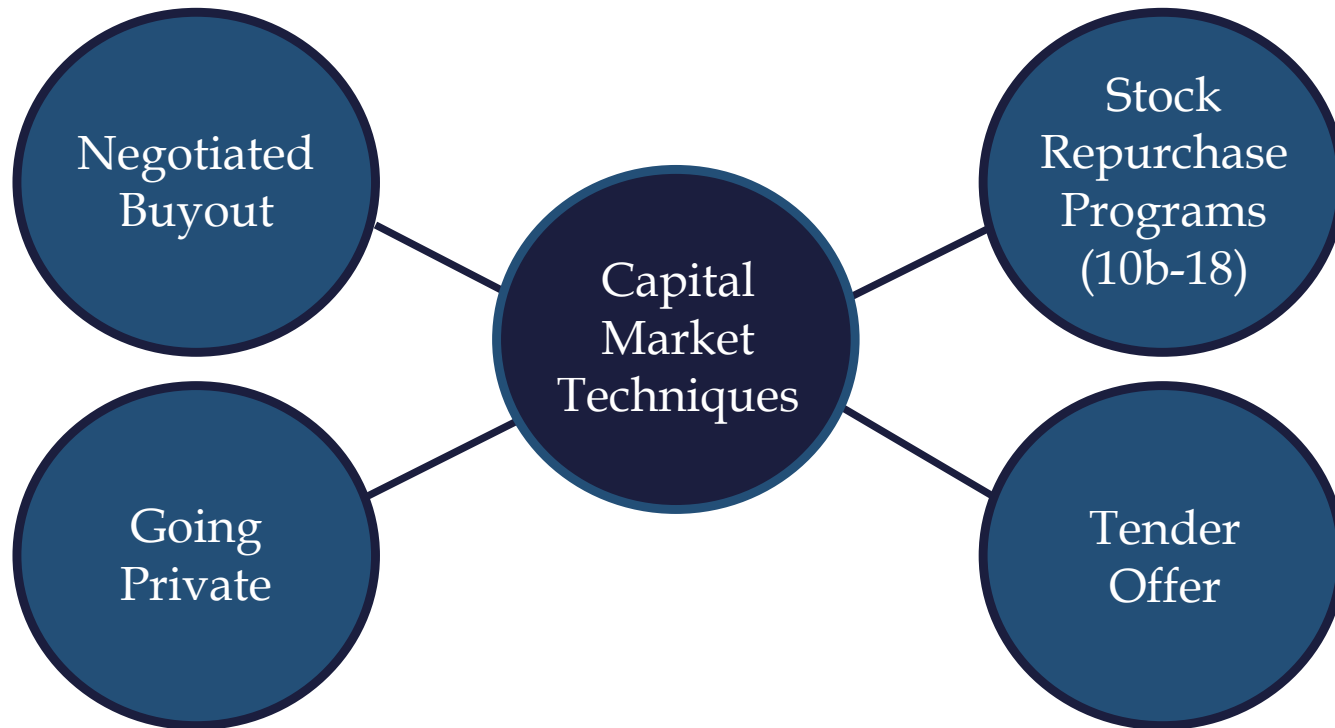 Negotiated
Buyout
Stock
Repurchase
Programs
(10b-18)
Capital
Market
Techniques
Going
Private
Tender
Offer